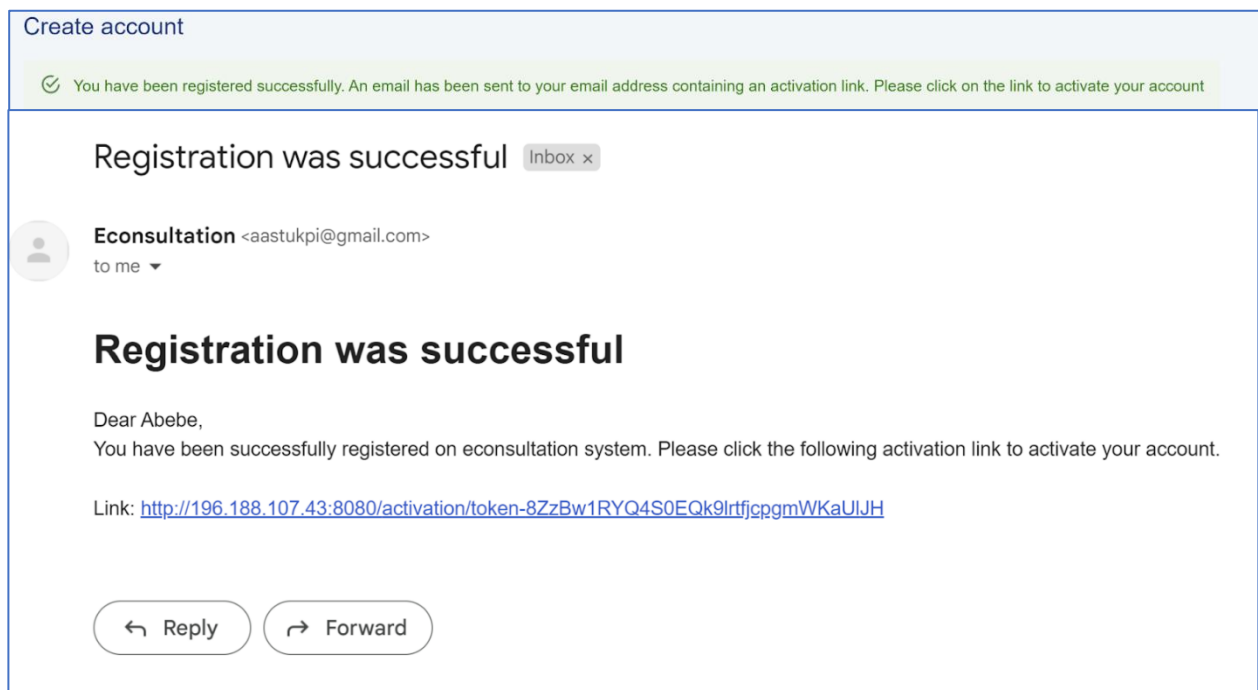 Create account
You have been registered successfully. An email has been sent to your email address containing an activation link. Please click on the link to activate your account
Registration was successful Inbox ×
Econsultation <aastukpi@gmail.com>
to me
Registration was successful
Dear Abebe,
You have been successfully registered on econsultation system. Please click the following activation link to activate your account.
Link: http://196.188.107.43:8080/activation/token-8ZzBw1RYQ4S0EQk9lrtfjcpgmWKaUlJH
Reply Forward